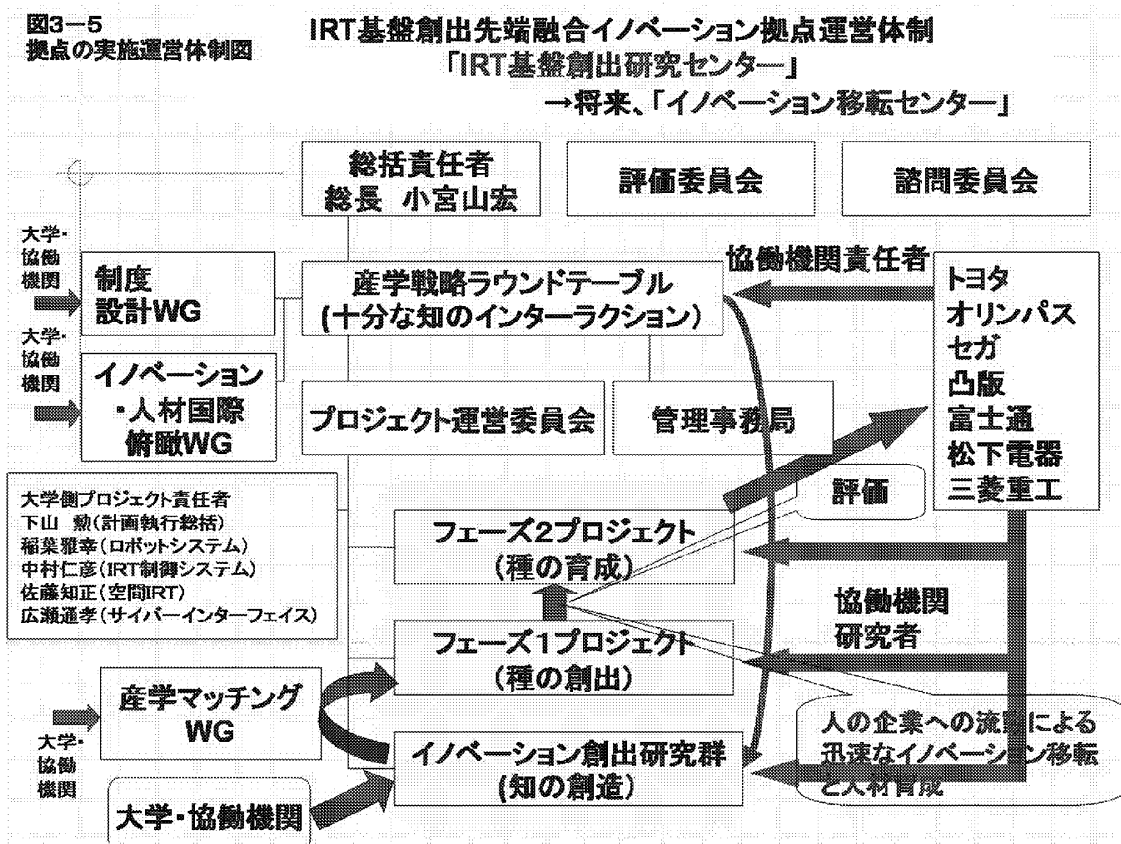 図3－5
拠点の実施運営体制図
IRT基盤創出先端融合イノベーション拠点運営体制
「IRT基盤創出研究センター」
→将来、「イノベーション移転センター」
総括責任者
総長 小宮山宏
評価委員会
諮問委員会
大学・
協働
機関
制度
設計WG
産学戦略ラウンドテーブル
(十分な知のインターラクション)
協働機関責任者
トヨタ
オリンパス
セガ
凸版
富士通
松下電器
三菱重工
大学・
協働
機関
イノベーション
・人材国際
俯瞰WG
プロジェクト運営委員会
管理事務局
評価
大学側プロジェクト責任者
下山 勲(計画執行総括)
稲葉雅幸(ロボットシステム)
中村仁彦(IRT制御システム)
佐藤知正(空間IRT)
広瀬通孝(サイバーインターフェイス)
フェーズ2プロジェクト
(種の育成)
協働機関
研究者
フェーズ1プロジェクト
(種の創出)
産学マッチング
WG
大学・
協働
機関
イノベーション創出研究群
(知の創造)
人の企業への流動による
迅速なイノベーション移転
と人材育成
大学・協働機関